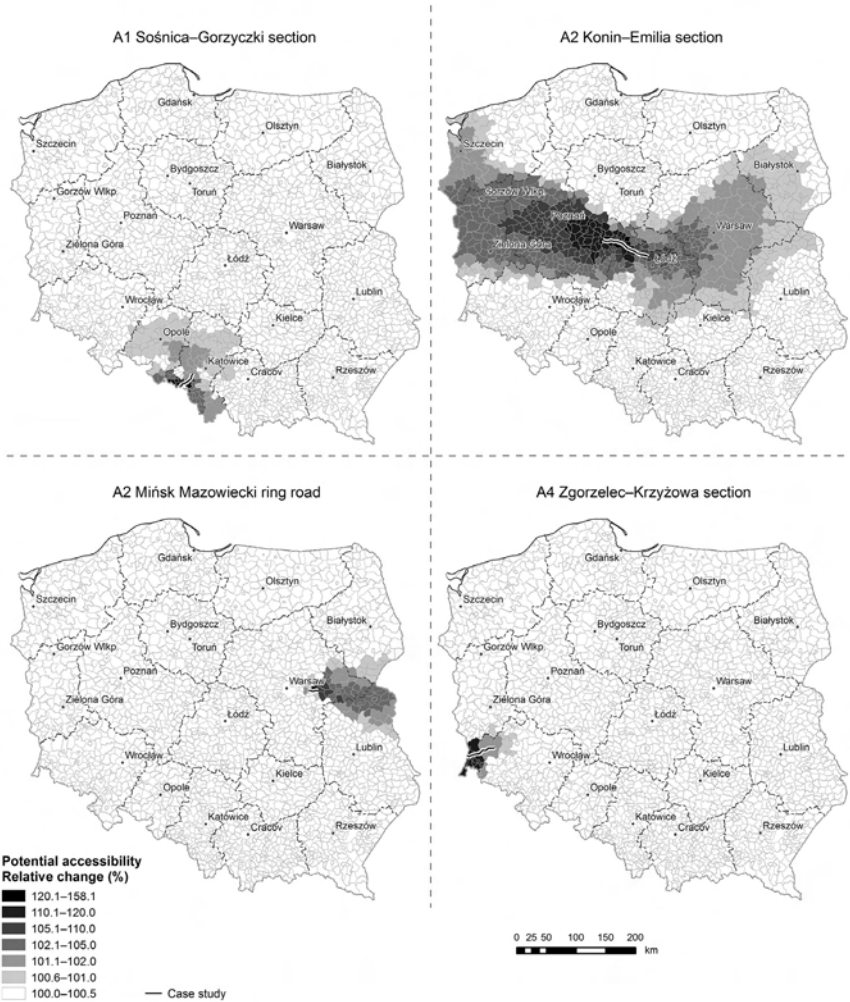 A1 Sośnica–Gorzyczki section
Gdańsk
Olsztyn
Szczecin
Białystok
Bydgoszcz
Toruń
Gorzów Wlkp.
Poznań
Warsaw
Zielona Góra
Łódź
Lublin
Wrocław
Kielce
Opole
Katowice
Cracov
Rzeszów
A2 Konin–Emilia section
Gdańsk
Olsztyn
Szczecin
Białystok
Bydgoszcz
Toruń
Gorzów Wlkp.
Poznań
Warsaw
Zielona Góra
Łódź
Lublin
Wrocław
Kielce
Opole
Katowice
Cracov
Rzeszów
A2 Mińsk Mazowiecki ring road
Gdańsk
Olsztyn
Szczecin
Białystok
Bydgoszcz
Toruń
Gorzów Wlkp.
Poznań
Warsaw
Zielona Góra
Łódź
Lublin
Wrocław
Kielce
Opole
Katowice
Cracov
Rzeszów
A4 Zgorzelec–Krzyżowa section
Gdańsk
Olsztyn
Szczecin
Białystok
Bydgoszcz
Toruń
Gorzów Wlkp.
Poznań
Warsaw
Zielona Góra
Łódź
Lublin
Wrocław
Kielce
Opole
Katowice
Cracov
Rzeszów
Potential accessibility
Relative change (%)
120.1–158.1
110.1–120.0
105.1–110.0
102.1–105.0
101.1–102.0
100.6–101.0
100.0–100.5
Case study
0 25 50 100 150 200
km